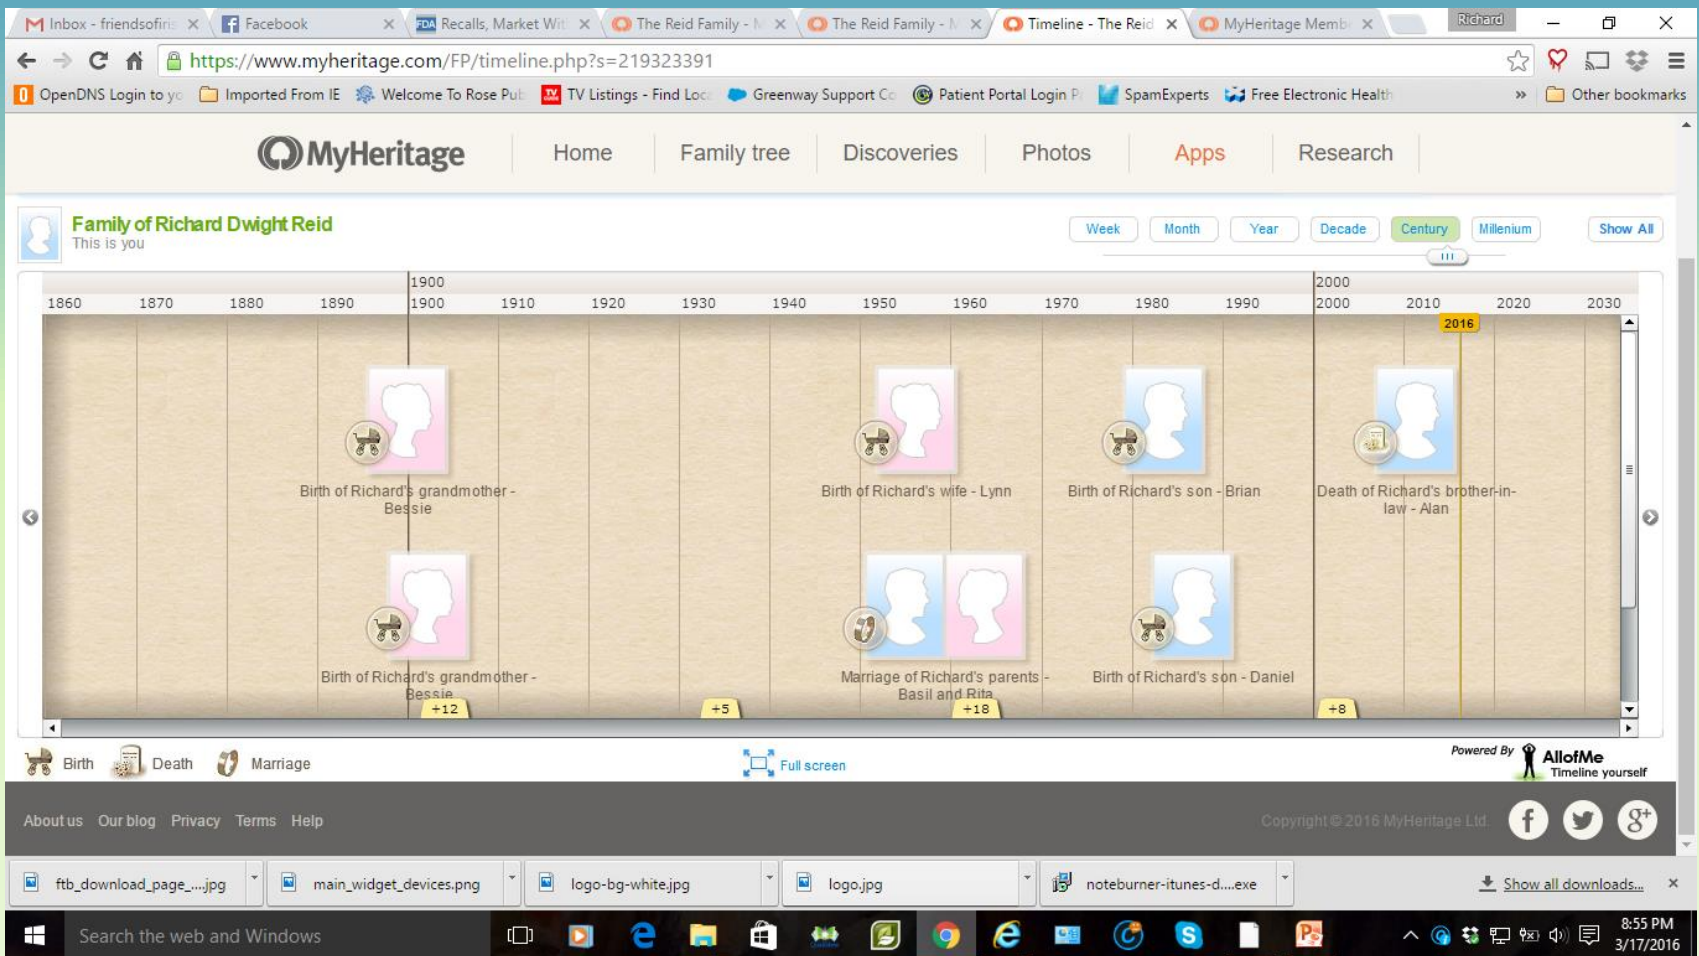 Inbox - friendsofiris
Facebook
Recalls, Market With
The Reid Family - M
The Reid Family - M
Timeline - The Reid
MyHeritage Membe
Richard
https://www.myheritage.com/FP/timeline.php?s=219323391
OpenDNS Login to yo
Imported From IE
Welcome To Rose Pub
TV Listings - Find Loca
Greenway Support Co
Patient Portal Login P
SpamExperts
Free Electronic Health
»
Other bookmarks
MyHeritage
Home
Family tree
Discoveries
Photos
Apps
Research
Family of Richard Dwight Reid
This is you
Week
Month
Year
Decade
Century
Millenium
Show All
1900
2000
1860 1870 1880 1890 1900 1910 1920 1930 1940 1950 1960 1970 1980 1990 2000 2010 2020 2030
2016
Birth of Richard's grandmother -
Bessie
Birth of Richard's wife - Lynn
Birth of Richard's son - Brian
Death of Richard's brother-in-
law - Alan
Birth of Richard's grandmother -
Bessie
Marriage of Richard's parents -
Basil and Rita
Birth of Richard's son - Daniel
+12
+5
+18
+8
Birth
Death
Marriage
Full screen
Powered By
AllofMe
Timeline yourself
About us Our blog Privacy Terms Help
Copyright © 2016 MyHeritage Ltd.
ftb_download_page_....jpg
main_widget_devices.png
logo-bg-white.jpg
logo.jpg
noteburner-itunes-d....exe
Show all downloads...
Search the web and Windows
8:55 PM
3/17/2016